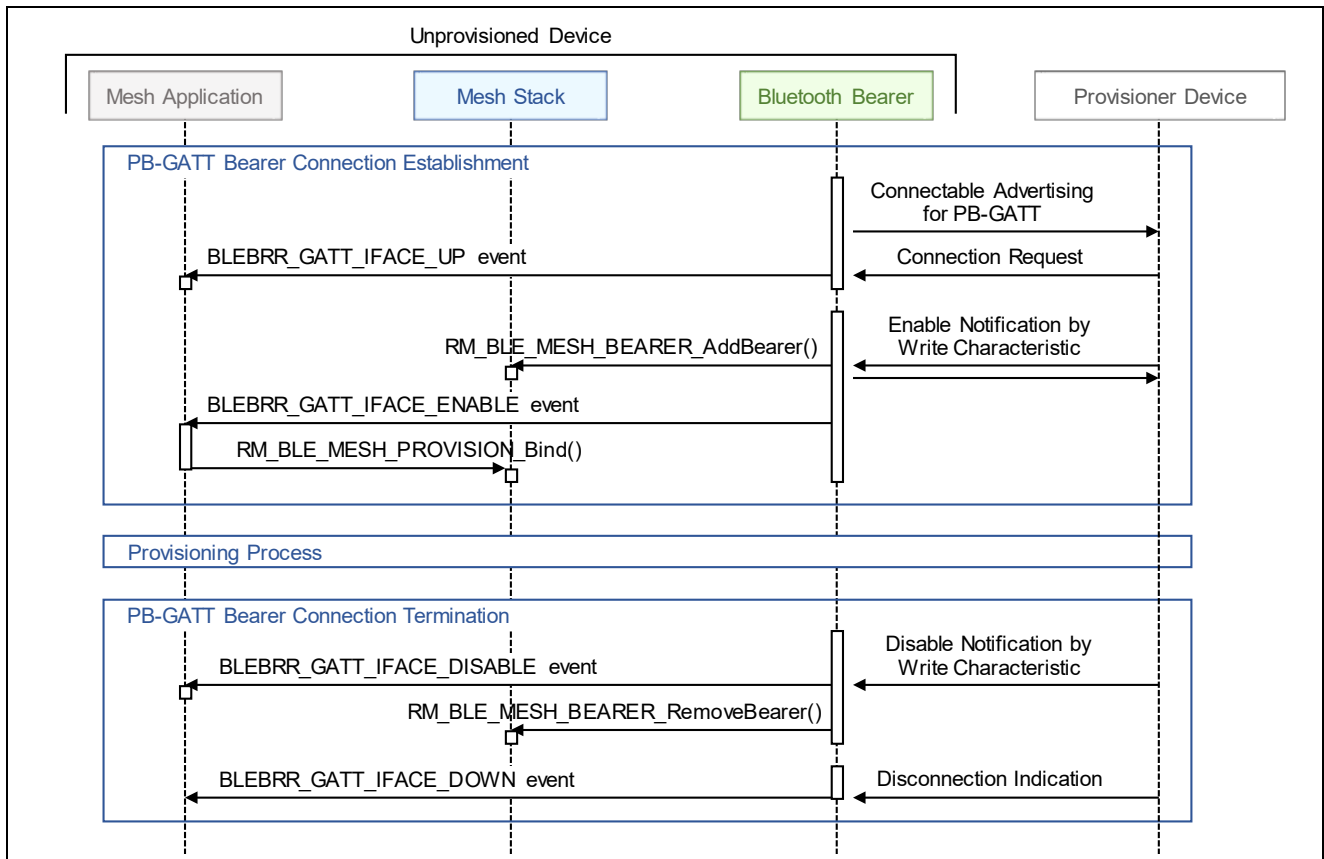 Unprovisioned Device
Mesh Application
Mesh Stack
Bluetooth Bearer
Provisioner Device
PB-GATT Bearer Connection Establishment
Connectable Advertising
for PB-GATT
BLEBRR_GATT_IFACE_UP event
Connection Request
Enable Notification by
Write Characteristic
RM_BLE_MESH_BEARER_AddBearer()
BLEBRR_GATT_IFACE_ENABLE event
RM_BLE_MESH_PROVISION_Bind()
Provisioning Process
PB-GATT Bearer Connection Termination
Disable Notification by
Write Characteristic
BLEBRR_GATT_IFACE_DISABLE event
RM_BLE_MESH_BEARER_RemoveBearer()
BLEBRR_GATT_IFACE_DOWN event
Disconnection Indication